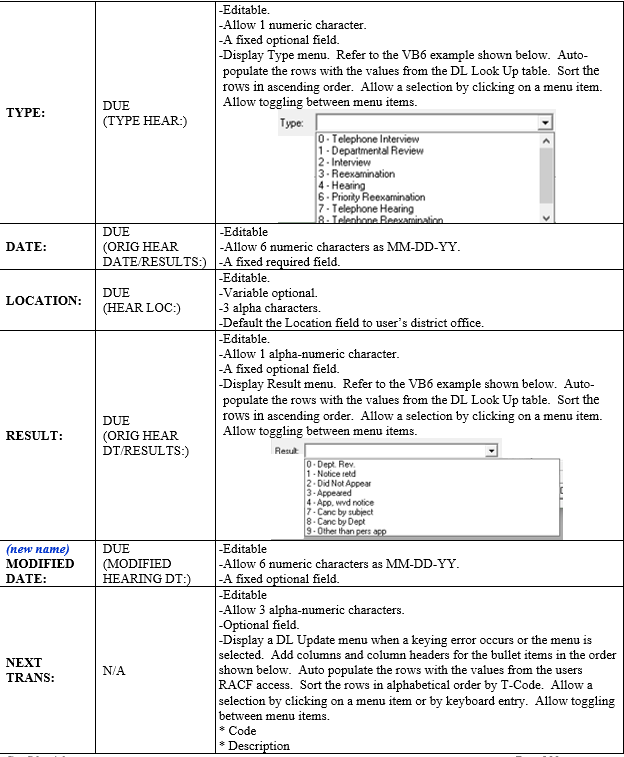 -Editable.
-Allow 1 numeric character.
-A fixed optional field.
-Display Type menu. Refer to the VB6 example shown below. Auto-
populate the rows with the values from the DL Look Up table. Sort the
rows in ascending order. Allow a selection by clicking on a menu item.
Allow toggling between menu items.
TYPE:
DUE
(TYPE HEAR:)
Type:
0 - Telephone Interview
1 - Departmental Review
2 - Interview
3 - Reexamination
4 - Hearing
6 - Priority Reexamination
7 - Telephone Hearing
8 - Telephone Reexamination
DATE:
DUE
(ORIG HEAR
DATE/RESULTS:)
-Editable
-Allow 6 numeric characters as MM-DD-YY.
-A fixed required field.
LOCATION:
DUE
(HEAR LOC:)
-Editable.
-Variable optional.
-3 alpha characters.
-Default the Location field to user’s district office.
RESULT:
DUE
(ORIG HEAR
DT/RESULTS:)
-Editable.
-Allow 1 alpha-numeric character.
-A fixed optional field.
-Display Result menu. Refer to the VB6 example shown below. Auto-
populate the rows with the values from the DL Look Up table. Sort the
rows in ascending order. Allow a selection by clicking on a menu item.
Allow toggling between menu items.
Result:
0 - Dept. Rev.
1 - Notice retd
2 - Did Not Appear
3 - Appeared
4 - App, wvd notice
7 - Canc by subject
8 - Canc by Dept
9 - Other than pers app
(new name)
MODIFIED
DATE:
DUE
(MODIFIED
HEARING DT:)
-Editable
-Allow 6 numeric characters as MM-DD-YY.
-A fixed optional field.
NEXT
TRANS:
N/A
-Editable
-Allow 3 alpha-numeric characters.
-Optional field.
-Display a DL Update menu when a keying error occurs or the menu is
selected. Add columns and column headers for the bullet items in the order
shown below. Auto populate the rows with the values from the users
RACF access. Sort the rows in alphabetical order by T-Code. Allow a
selection by clicking on a menu item or by keyboard entry. Allow toggling
between menu items.
* Code
* Description